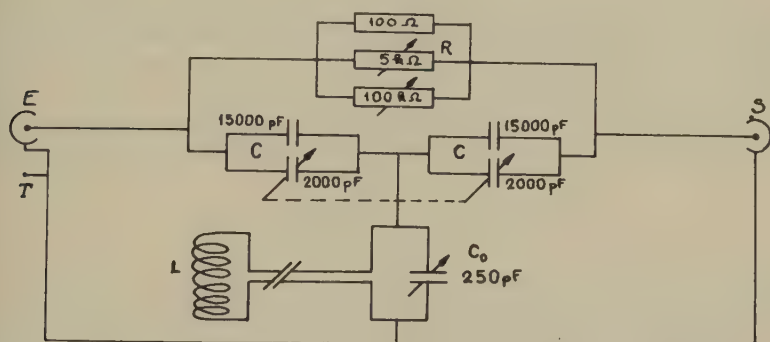 100 Ω
R
5 kΩ
100 kΩ
E
S
15000 pF
15000 pF
C
C
2000 pF
2000 pF
T
L
C₀
250 pF